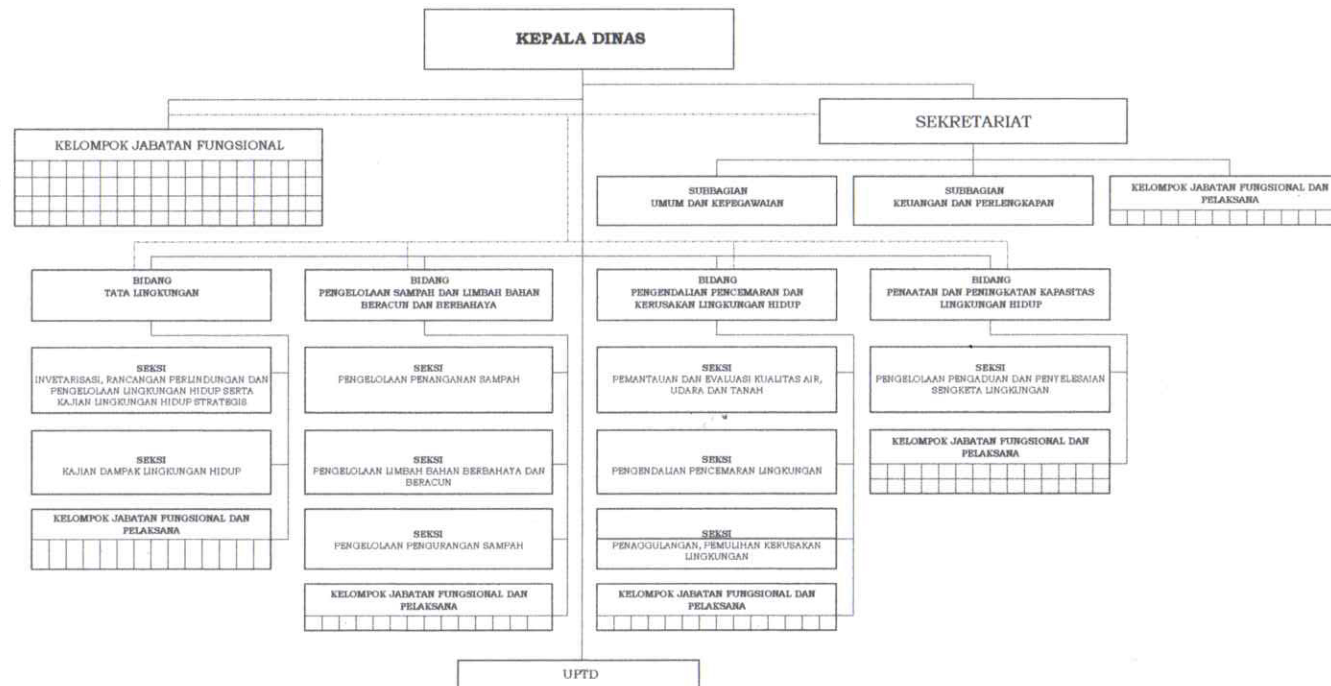 KEPALA DINAS
SEKRETARIAT
KELOMPOK JABATAN FUNGSIONAL
SUBBAGIAN
UMUM DAN KEPEGAWAIAN
SUBBAGIAN
KEUANGAN DAN PERLENGKAPAN
KELOMPOK JABATAN FUNGSIONAL DAN
PELAKSANA
BIDANG
TATA LINGKUNGAN
BIDANG
PENGELOLAAN SAMPAH DAN LIMBAH BAHAN
BERACUN DAN BERBAHAYA
BIDANG
PENGENDALIAN PENCEMARAN DAN
KERUSAKAN LINGKUNGAN HIDUP
BIDANG
PENAATAN DAN PENINGKATAN KAPASITAS
LINGKUNGAN HIDUP
SEKSI
INVETARISASI, RANCANGAN PERLINDUNGAN DAN
PENGELOLAAN LINGKUNGAN HIDUP SERTA
KAJIAN LINGKUNGAN HIDUP STRATEGIS
SEKSI
KAJIAN DAMPAK LINGKUNGAN HIDUP
KELOMPOK JABATAN FUNGSIONAL DAN
PELAKSANA
SEKSI
PENGELOLAAN PENANGANAN SAMPAH
SEKSI
PENGELOLAAN LIMBAH BAHAN BERBAHAYA DAN
BERACUN
SEKSI
PENGELOLAAN PENGURANGAN SAMPAH
KELOMPOK JABATAN FUNGSIONAL DAN
PELAKSANA
SEKSI
PEMANTAUAN DAN EVALUASI KUALITAS AIR,
UDARA DAN TANAH
SEKSI
PENGENDALIAN PENCEMARAN LINGKUNGAN
SEKSI
PENAGGULANGAN, PEMULIHAN KERUSAKAN
LINGKUNGAN
KELOMPOK JABATAN FUNGSIONAL DAN
PELAKSANA
SEKSI
PENGELOLAAN PENGADUAN DAN PENYELESAIAN
SENGKETA LINGKUNGAN
KELOMPOK JABATAN FUNGSIONAL DAN
PELAKSANA
UPTD